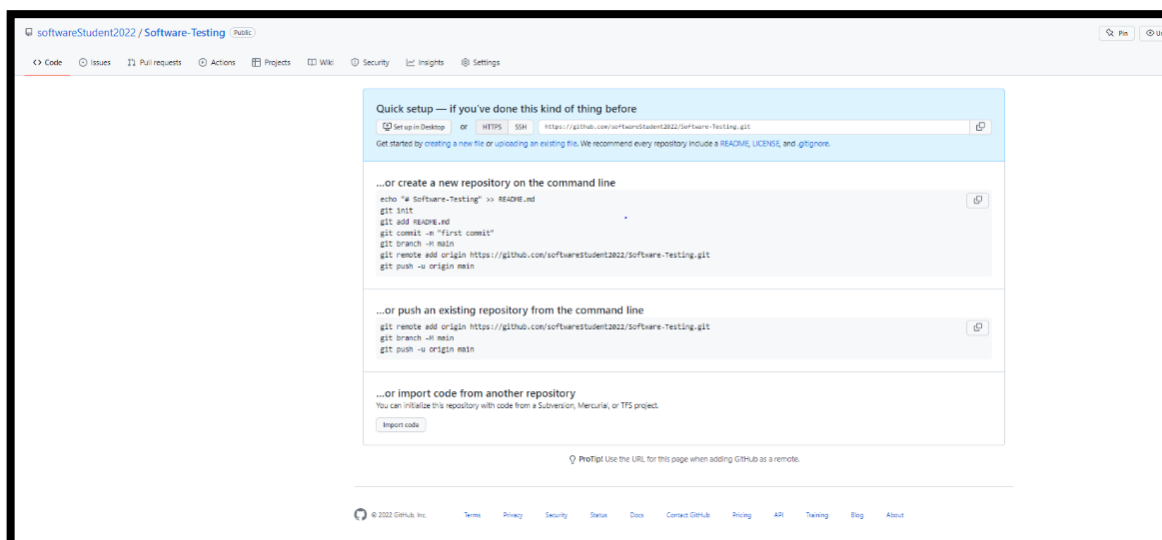 softwareStudent2022 / Software-Testing Public
Pin
<> Code Issues Pull requests Actions Projects Wiki Security Insights Settings
Quick setup — if you've done this kind of thing before
Set up in Desktop or HTTPS SSH https://github.com/softwareStudent2022/Software-Testing.git
Get started by creating a new file or uploading an existing file. We recommend every repository include a README, LICENSE, and .gitignore.
...or create a new repository on the command line
echo "# Software-Testing" >> README.md
git init
git add README.md
git commit -m "first commit"
git branch -M main
git remote add origin https://github.com/softwareStudent2022/Software-Testing.git
git push -u origin main
...or push an existing repository from the command line
git remote add origin https://github.com/softwareStudent2022/Software-Testing.git
git branch -M main
git push -u origin main
...or import code from another repository
You can initialize this repository with code from a Subversion, Mercurial, or TFS project.
Import code
ProTip! Use the URL for this page when adding GitHub as a remote.
© 2022 GitHub, Inc. Terms Privacy Security Status Docs Contact GitHub Pricing API Training Blog About